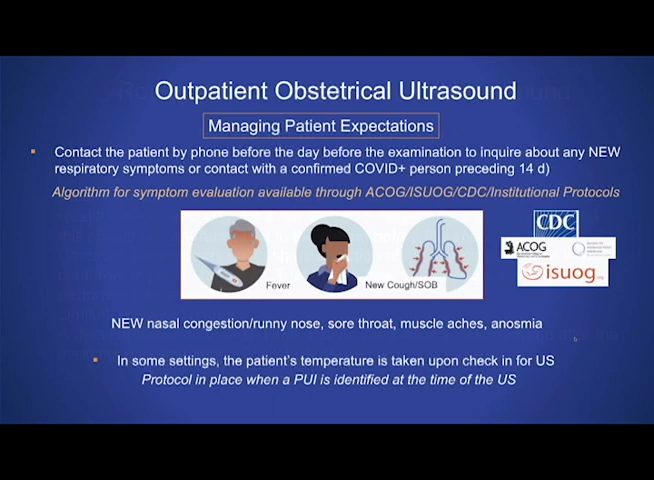 Outpatient Obstetrical Ultrasound
Managing Patient Expectations
▪ Contact the patient by phone before the day before the examination to inquire about any NEW
respiratory symptoms or contact with a confirmed COVID+ person preceding 14 d)
Algorithm for symptom evaluation available through ACOG/ISUOG/CDC/Institutional Protocols
CDC
ACOG
isuog.org
Fever
New Cough/SOB
NEW nasal congestion/runny nose, sore throat, muscle aches, anosmia
▪ In some settings, the patient's temperature is taken upon check in for US
Protocol in place when a PUI is identified at the time of the US